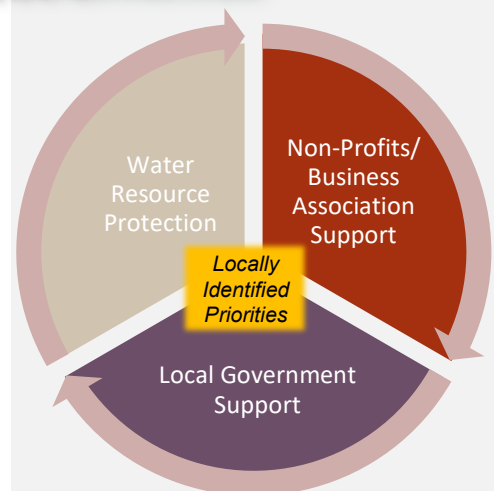 Water
Resource
Protection
Non-Profits/
Business
Association
Support
Locally
Identified
Priorities
Local Government
Support